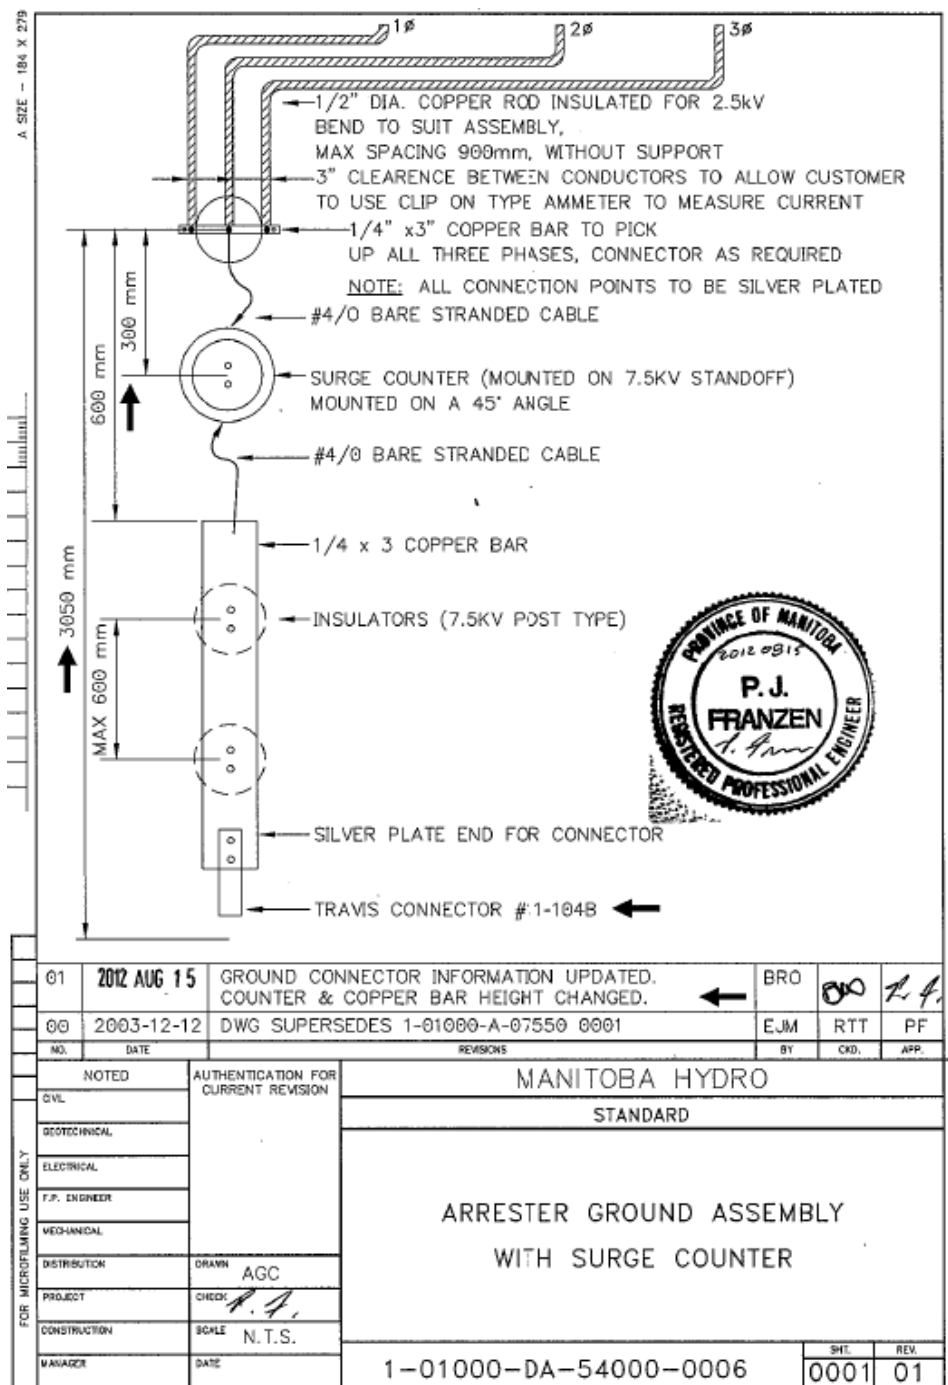 A SIZE - 184 X 279
1ø
2ø
3ø
1/2" DIA. COPPER ROD INSULATED FOR 2.5kV
BEND TO SUIT ASSEMBLY,
MAX SPACING 900mm, WITHOUT SUPPORT
3" CLEARENCE BETWEEN CONDUCTORS TO ALLOW CUSTOMER
TO USE CLIP ON TYPE AMMETER TO MEASURE CURRENT
1/4" x3" COPPER BAR TO PICK
UP ALL THREE PHASES, CONNECTOR AS REQUIRED
NOTE: ALL CONNECTION POINTS TO BE SILVER PLATED
#4/0 BARE STRANDED CABLE
300 mm
600 mm
SURGE COUNTER (MOUNTED ON 7.5KV STANDOFF)
MOUNTED ON A 45° ANGLE
#4/0 BARE STRANDED CABLE
1/4 x 3 COPPER BAR
3050 mm
INSULATORS (7.5KV POST TYPE)
MAX 600 mm
PROVINCE OF MANITOBA
2012 08 15
P. J.
FRANZEN
REGISTERED PROFESSIONAL ENGINEER
SILVER PLATE END FOR CONNECTOR
TRAVIS CONNECTOR # 1-104B
01 2012 AUG 15 GROUND CONNECTOR INFORMATION UPDATED. BRO
COUNTER & COPPER BAR HEIGHT CHANGED.
00 2003-12-12 DWG SUPERSEDES 1-01000-A-07550 0001 EJM RTT PF
NO. DATE REVISIONS BY CKD. APP.
NOTED
AUTHENTICATION FOR
CURRENT REVISION
MANITOBA HYDRO
CIVIL
STANDARD
GEOTECHNICAL
ELECTRICAL
F.P. ENGINEER
MECHANICAL
ARRESTER GROUND ASSEMBLY
WITH SURGE COUNTER
DISTRIBUTION
DRAWN AGC
PROJECT
CHECK P. F.
CONSTRUCTION
SCALE N.T.S.
MANAGER
DATE
1-01000-DA-54000-0006
SHT. 0001
REV. 01
FOR MICROFILMING USE ONLY